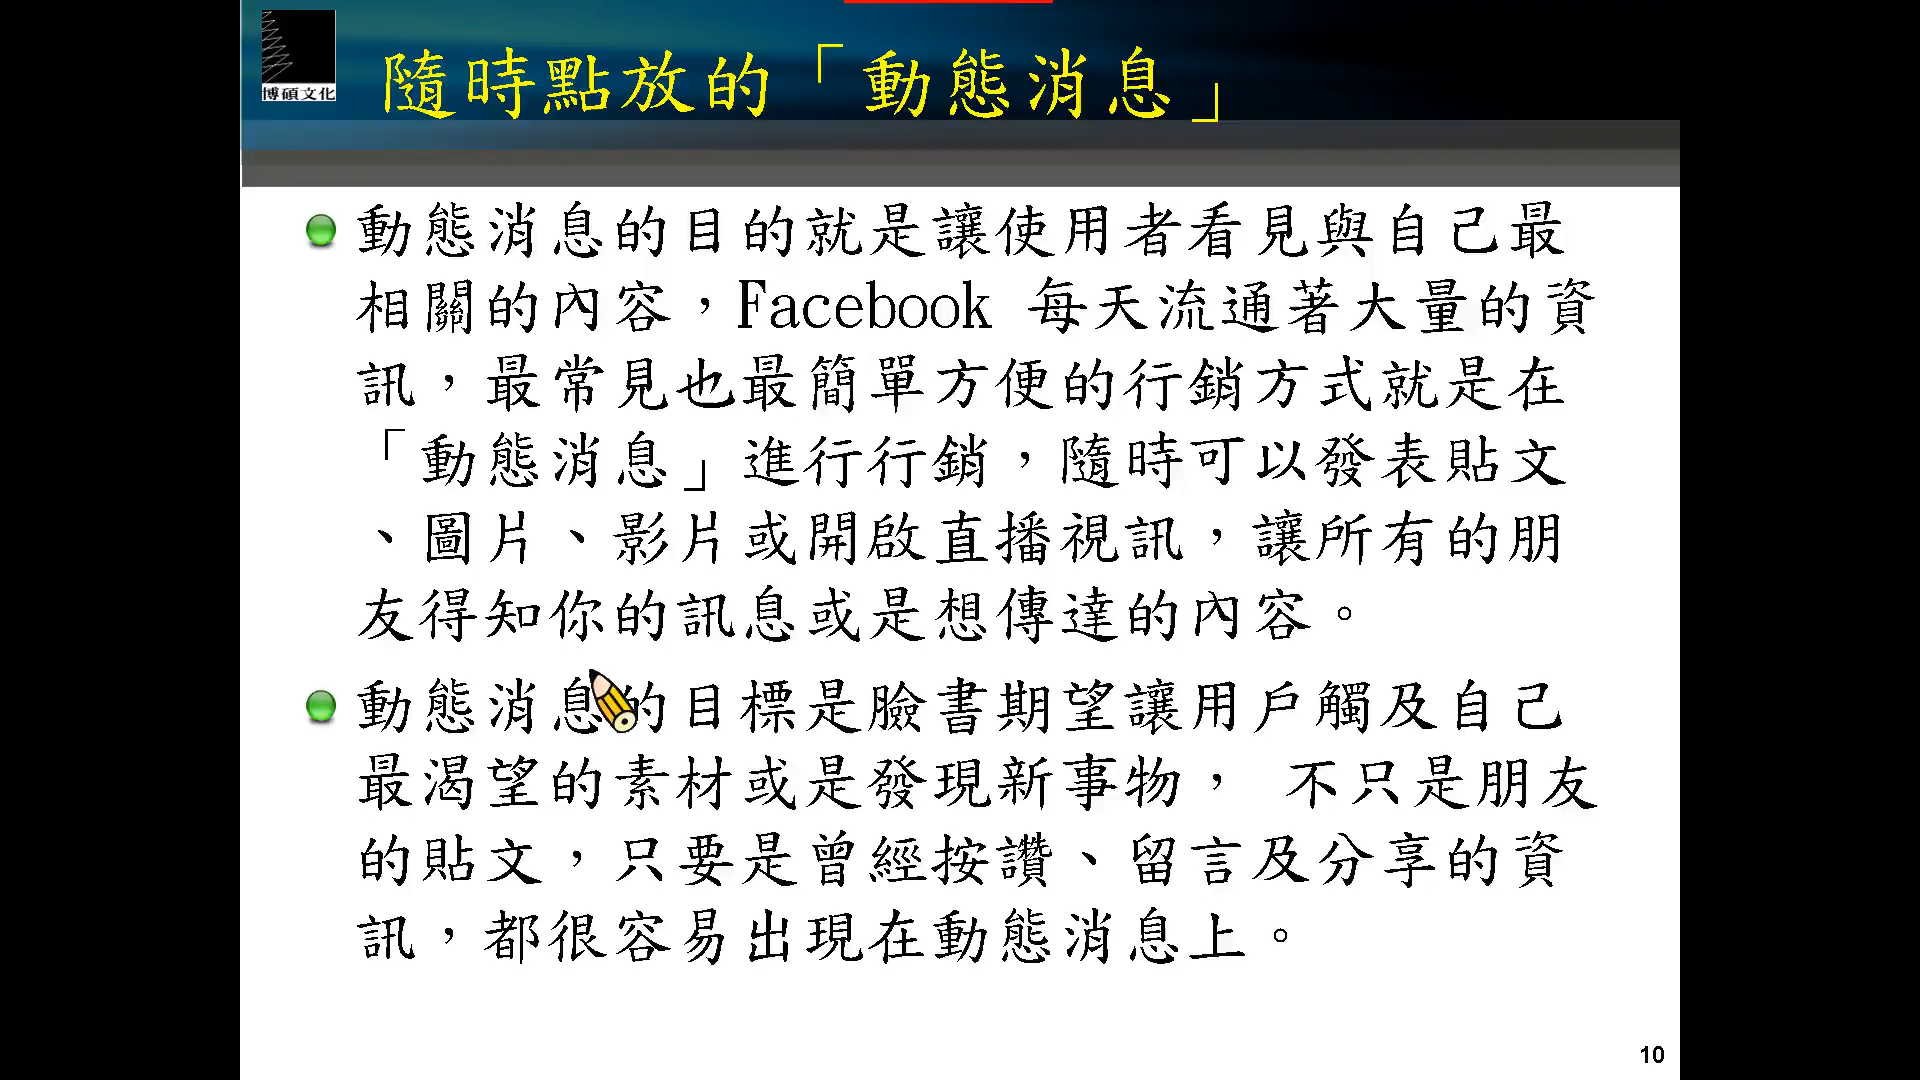 博碩文化
隨時點放的「動態消息」
動態消息的目的就是讓使用者看見與自己最
相關的內容，Facebook 每天流通著大量的資
訊，最常見也最簡單方便的行銷方式就是在
「動態消息」進行行銷，隨時可以發表貼文
、圖片、影片或開啟直播視訊，讓所有的朋
友得知你的訊息或是想傳達的內容。
動態消息的目標是臉書期望讓用戶觸及自己
最渴望的素材或是發現新事物， 不只是朋友
的貼文，只要是曾經按讚、留言及分享的資
訊，都很容易出現在動態消息上。
10